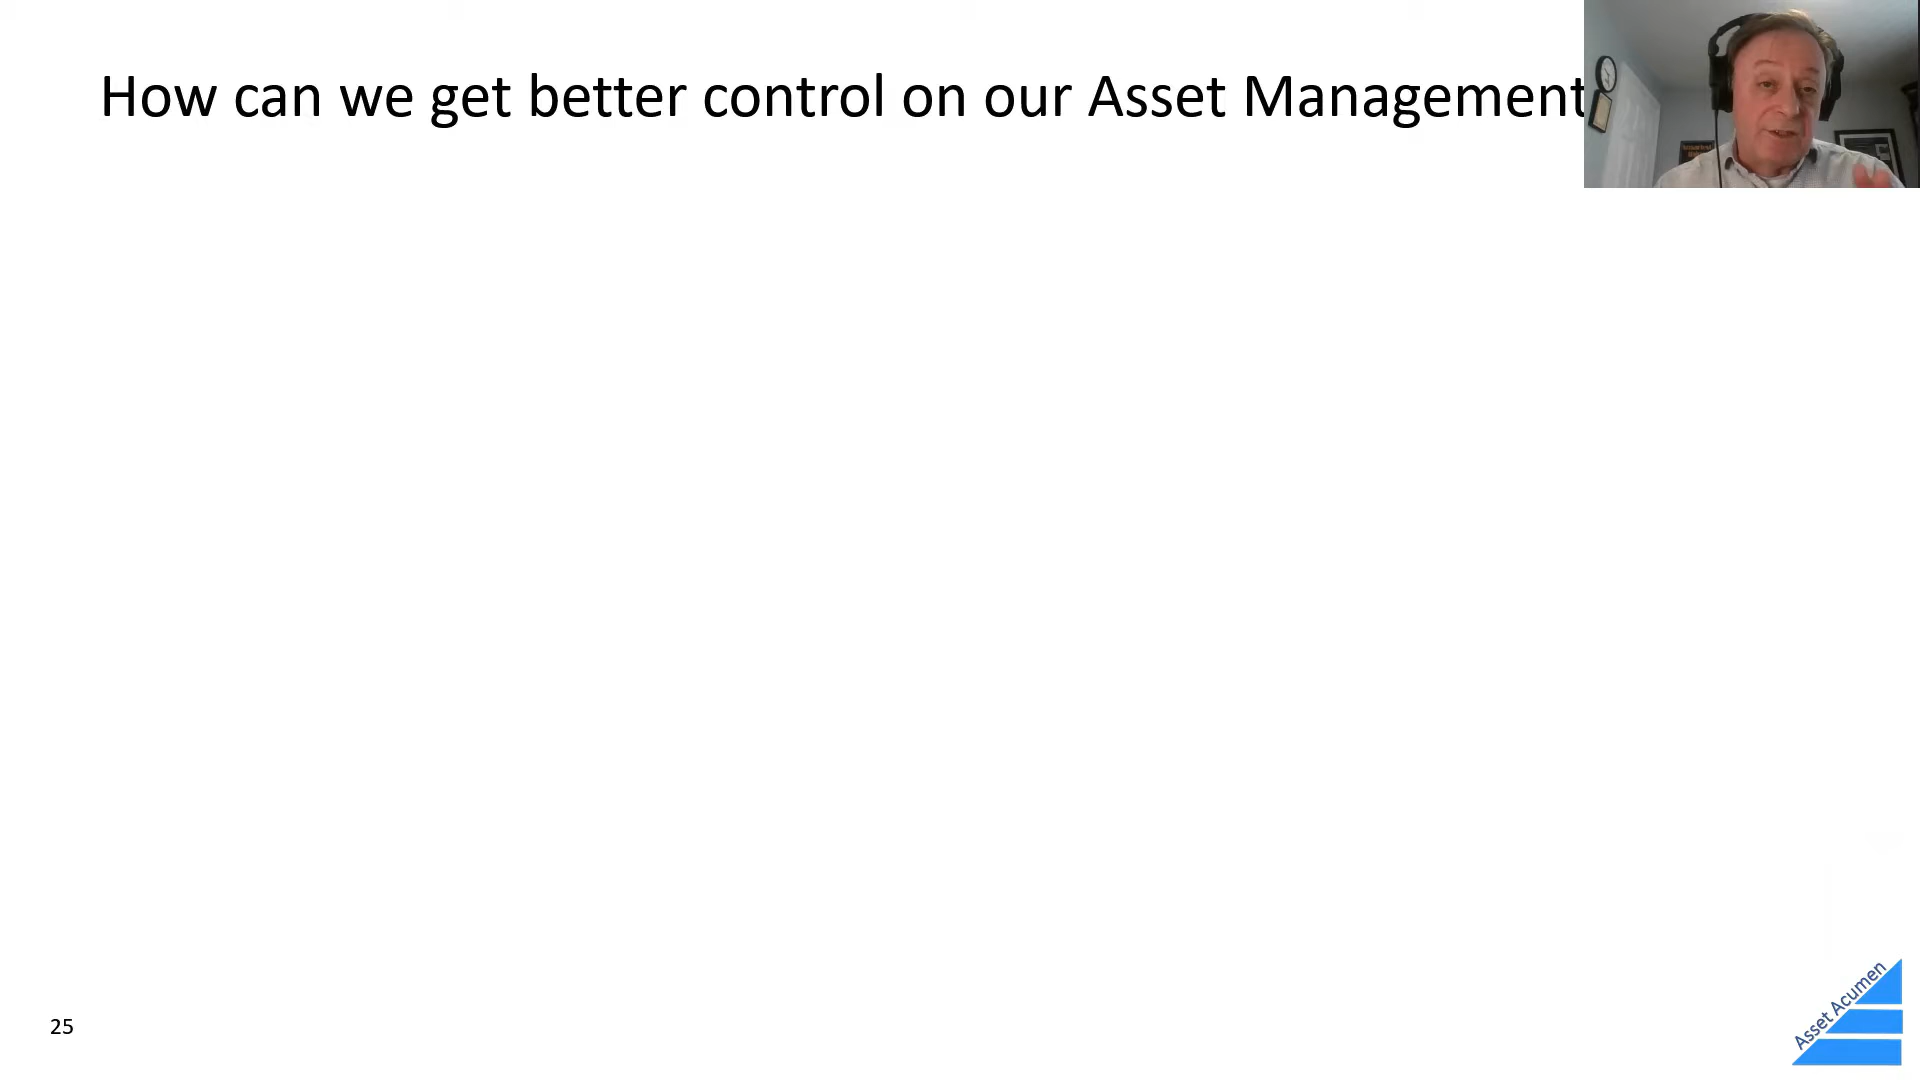 How can we get better control on our Asset Management
25
Asset Acumen